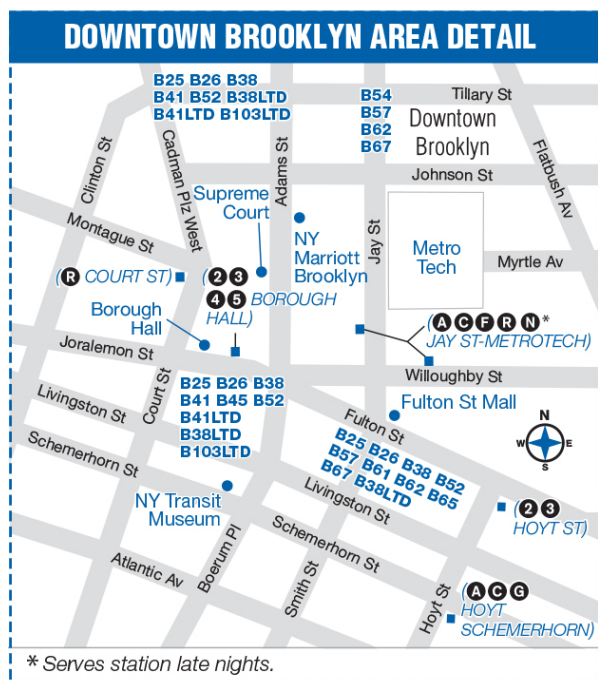 DOWNTOWN BROOKLYN AREA DETAIL
B25 B26 B38
B41 B52 B38LTD
B41LTD B103LTD
B54
B57
B62
B67
Tillary St
Downtown
Brooklyn
Clinton St
Cadman Plz West
Adams St
Flatbush Av
Johnson St
Supreme
Court
Montague St
NY
Marriott
Brooklyn
Jay St
Metro
Tech
Myrtle Av
(R COURT ST)
(2 3
4 5 BOROUGH
HALL)
Borough
Hall
(A C F R N*
JAY ST-METROTECH)
Joralemon St
Willoughby St
Court St
B25 B26 B38
B41 B45 B52
B41LTD
B38LTD
B103LTD
Fulton St Mall
Livingston St
Fulton St
N
W E
S
B25 B26 B38 B52
B57 B61 B62 B65
B67 B38LTD
Schemerhorn St
NY Transit
Museum
Livingston St
(2 3
HOYT ST)
Schemerhorn St
Atlantic Av
Boerum Pl
Smith St
Hoyt St
(A C G
HOYT
SCHEMERHORN)
* Serves station late nights.